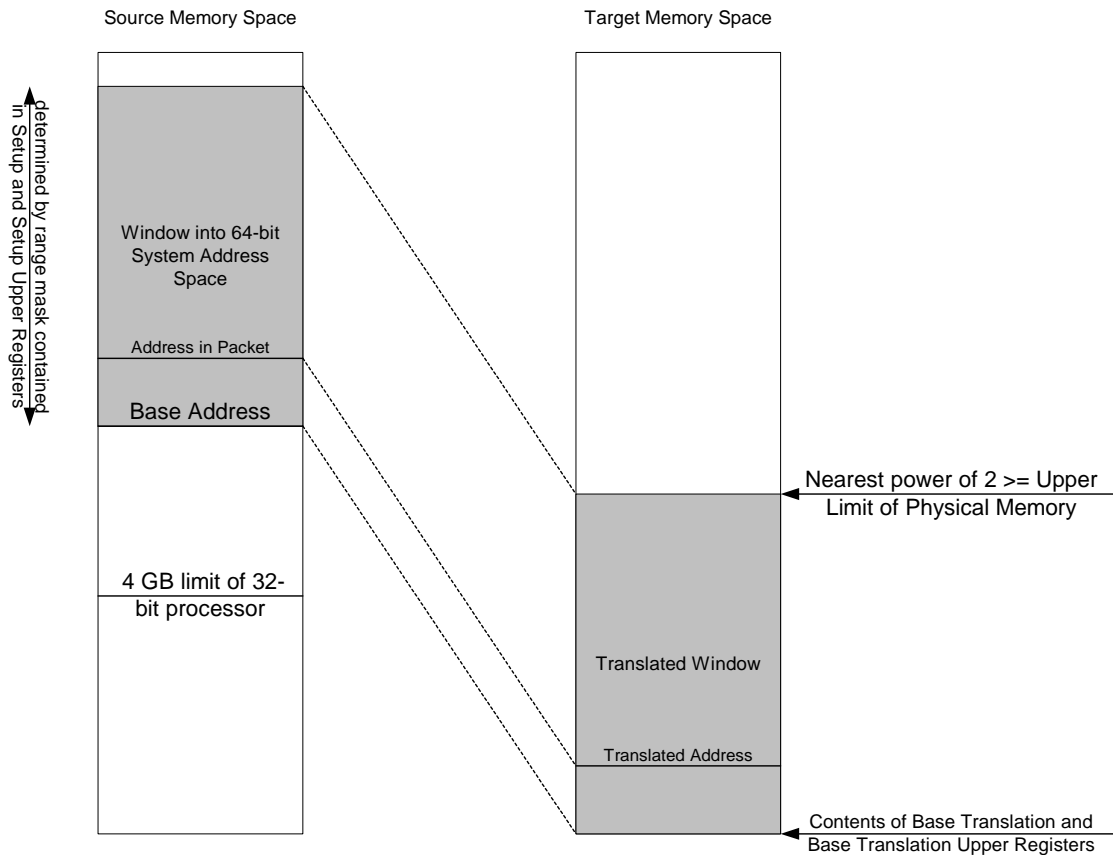 Source Memory Space
Target Memory Space
determined by range mask contained
in Setup and Setup Upper Registers
Window into 64-bit
System Address
Space
Address in Packet
Base Address
4 GB limit of 32-
bit processor
Nearest power of 2 >= Upper
Limit of Physical Memory
Translated Window
Translated Address
Contents of Base Translation and
Base Translation Upper Registers